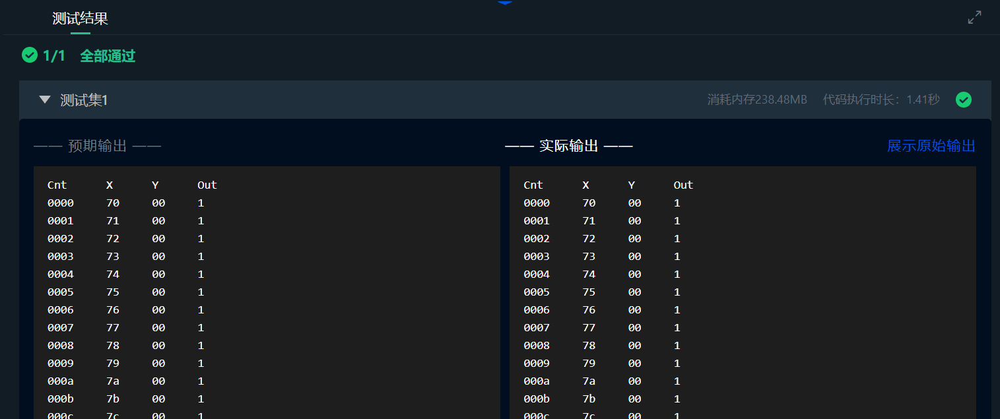 测试结果
1/1 全部通过
测试集1 消耗内存238.48MB 代码执行时长：1.41秒
—— 预期输出 —— —— 实际输出 —— 展示原始输出
Cnt X Y Out Cnt X Y Out
0000 70 00 1 0000 70 00 1
0001 71 00 1 0001 71 00 1
0002 72 00 1 0002 72 00 1
0003 73 00 1 0003 73 00 1
0004 74 00 1 0004 74 00 1
0005 75 00 1 0005 75 00 1
0006 76 00 1 0006 76 00 1
0007 77 00 1 0007 77 00 1
0008 78 00 1 0008 78 00 1
0009 79 00 1 0009 79 00 1
000a 7a 00 1 000a 7a 00 1
000b 7b 00 1 000b 7b 00 1
000c 7c 00 1 000c 7c 00 1